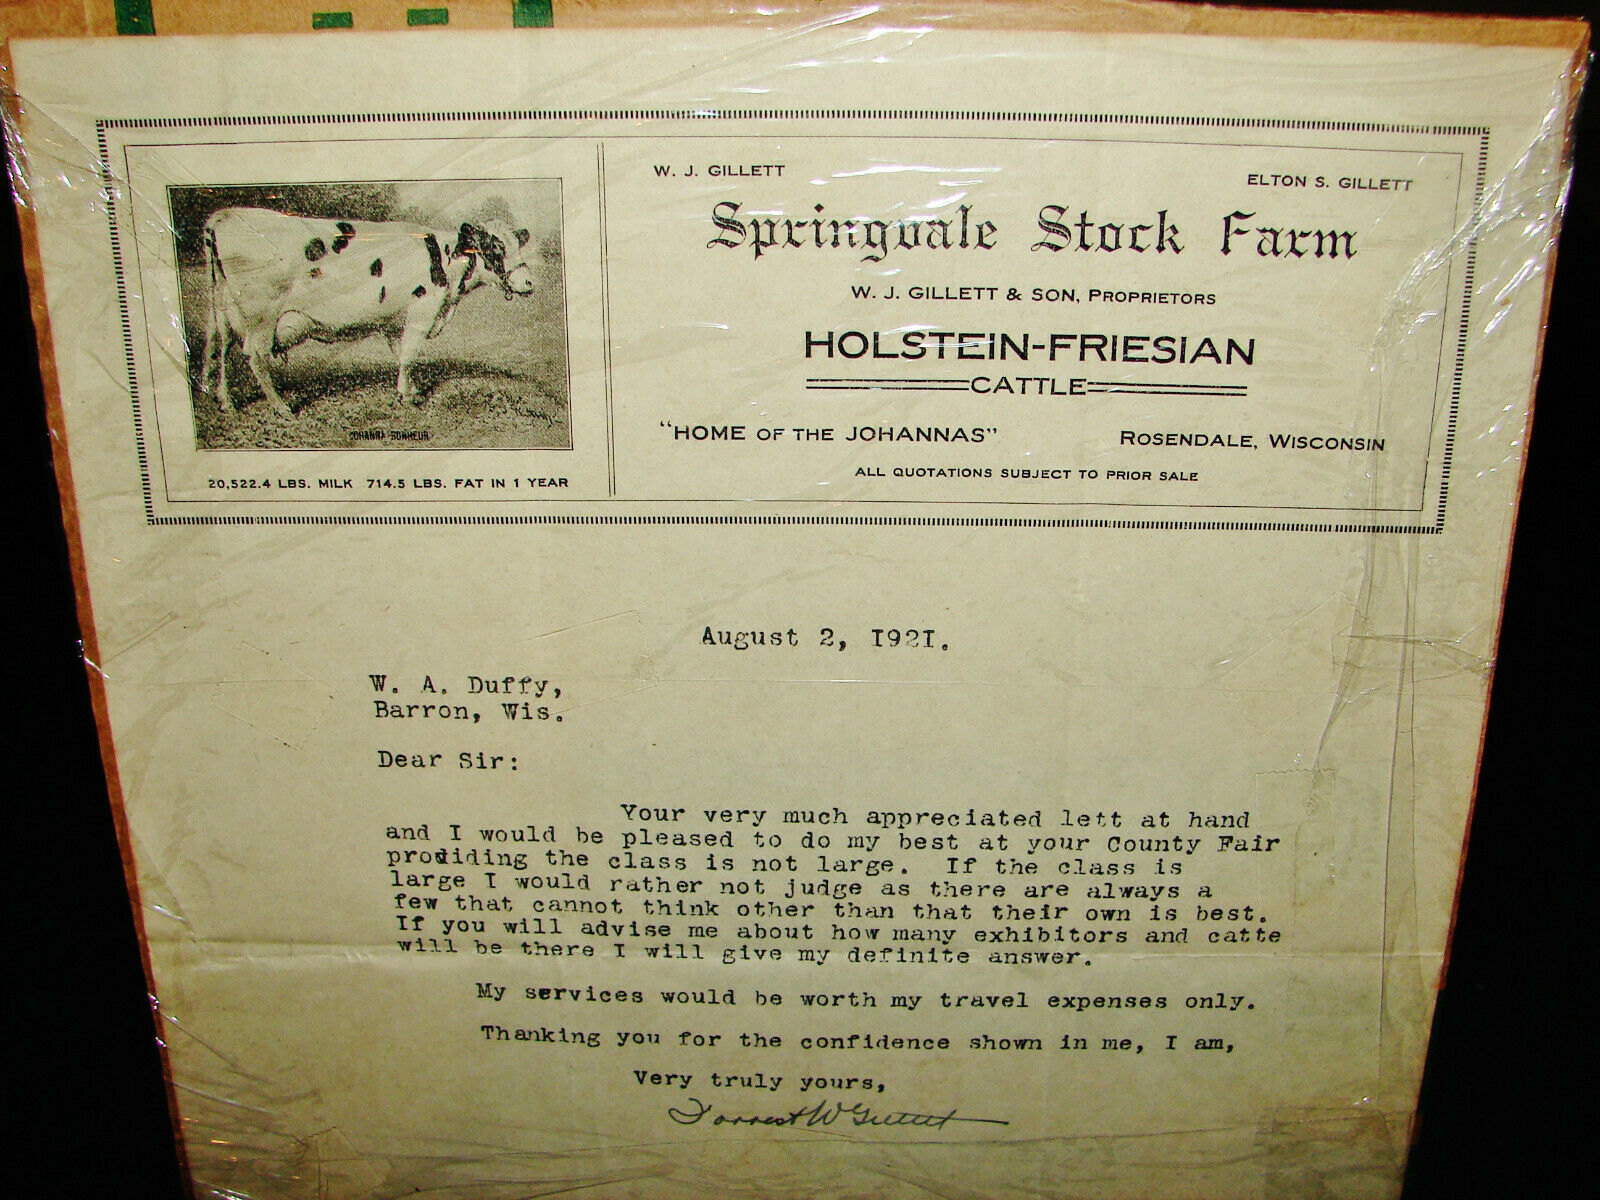 W. J. GILLETT
ELTON S. GILLETT
Springvale Stock Farm
W. J. GILLETT & SON, PROPRIETORS
HOLSTEIN-FRIESIAN
CATTLE
"HOME OF THE JOHANNAS"
ROSENDALE, WISCONSIN
ALL QUOTATIONS SUBJECT TO PRIOR SALE
JOHANNA BONHEUR
20,522.4 LBS. MILK 714.5 LBS. FAT IN 1 YEAR
August 2, I92I.
W. A. Duffy,
Barron, Wis.
Dear Sir:
Your very much appreciated lett at hand
and I would be pleased to do my best at your County Fair
prodiding the class is not large. If the class is
large I would rather not judge as there are always a
few that cannot think other than that their own is best.
If you will advise me about how many exhibitors and catte
will be there I will give my definite answer.
My services would be worth my travel expenses only.
Thanking you for the confidence shown in me, I am,
Very truly yours,
Forrest W Gillett